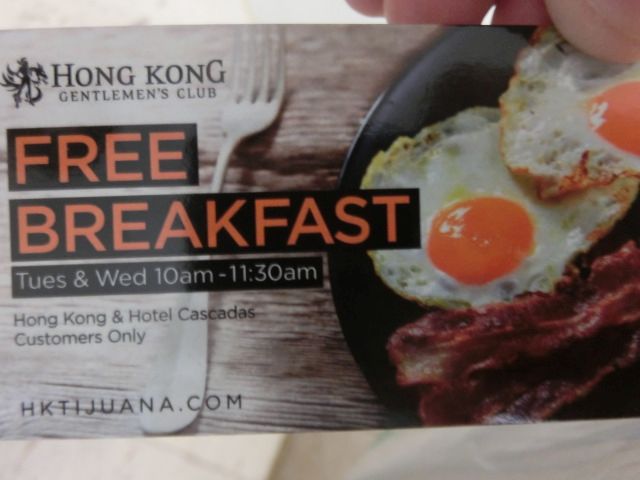 HONG KONG
GENTLEMEN'S CLUB
FREE
BREAKFAST
Tues & Wed 10am - 11:30am
Hong Kong & Hotel Cascadas
Customers Only
HKTIJUANA.COM